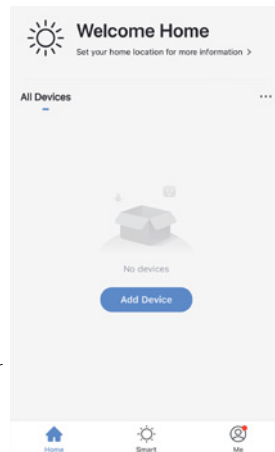 Welcome Home
Set your home location for more information >
All Devices
...
No devices
Add Device
Home
Smart
Me